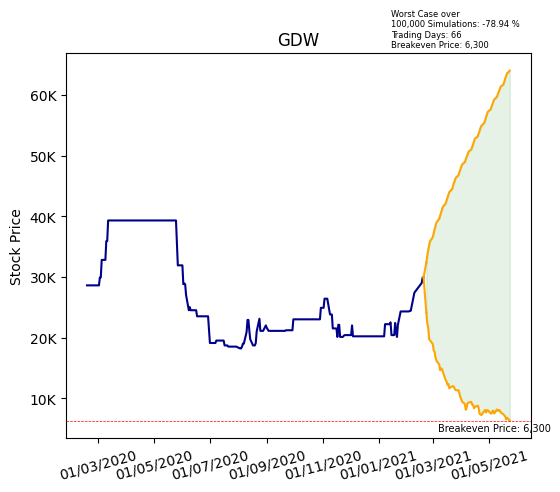 Worst Case over
100,000 Simulations: -78.94 %
Trading Days: 66
Breakeven Price: 6,300
GDW
Stock Price
60K
50K
40K
30K
20K
10K
Breakeven Price: 6,300
01/03/2020
01/05/2020
01/07/2020
01/09/2020
01/11/2020
01/01/2021
01/03/2021
01/05/2021